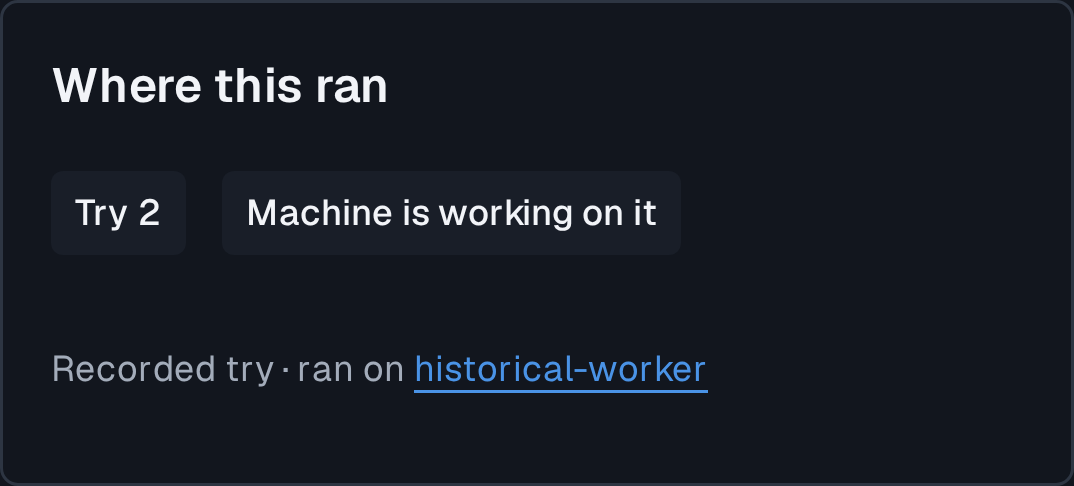 Where this ran
Try 2 Machine is working on it
Recorded try · ran on historical-worker